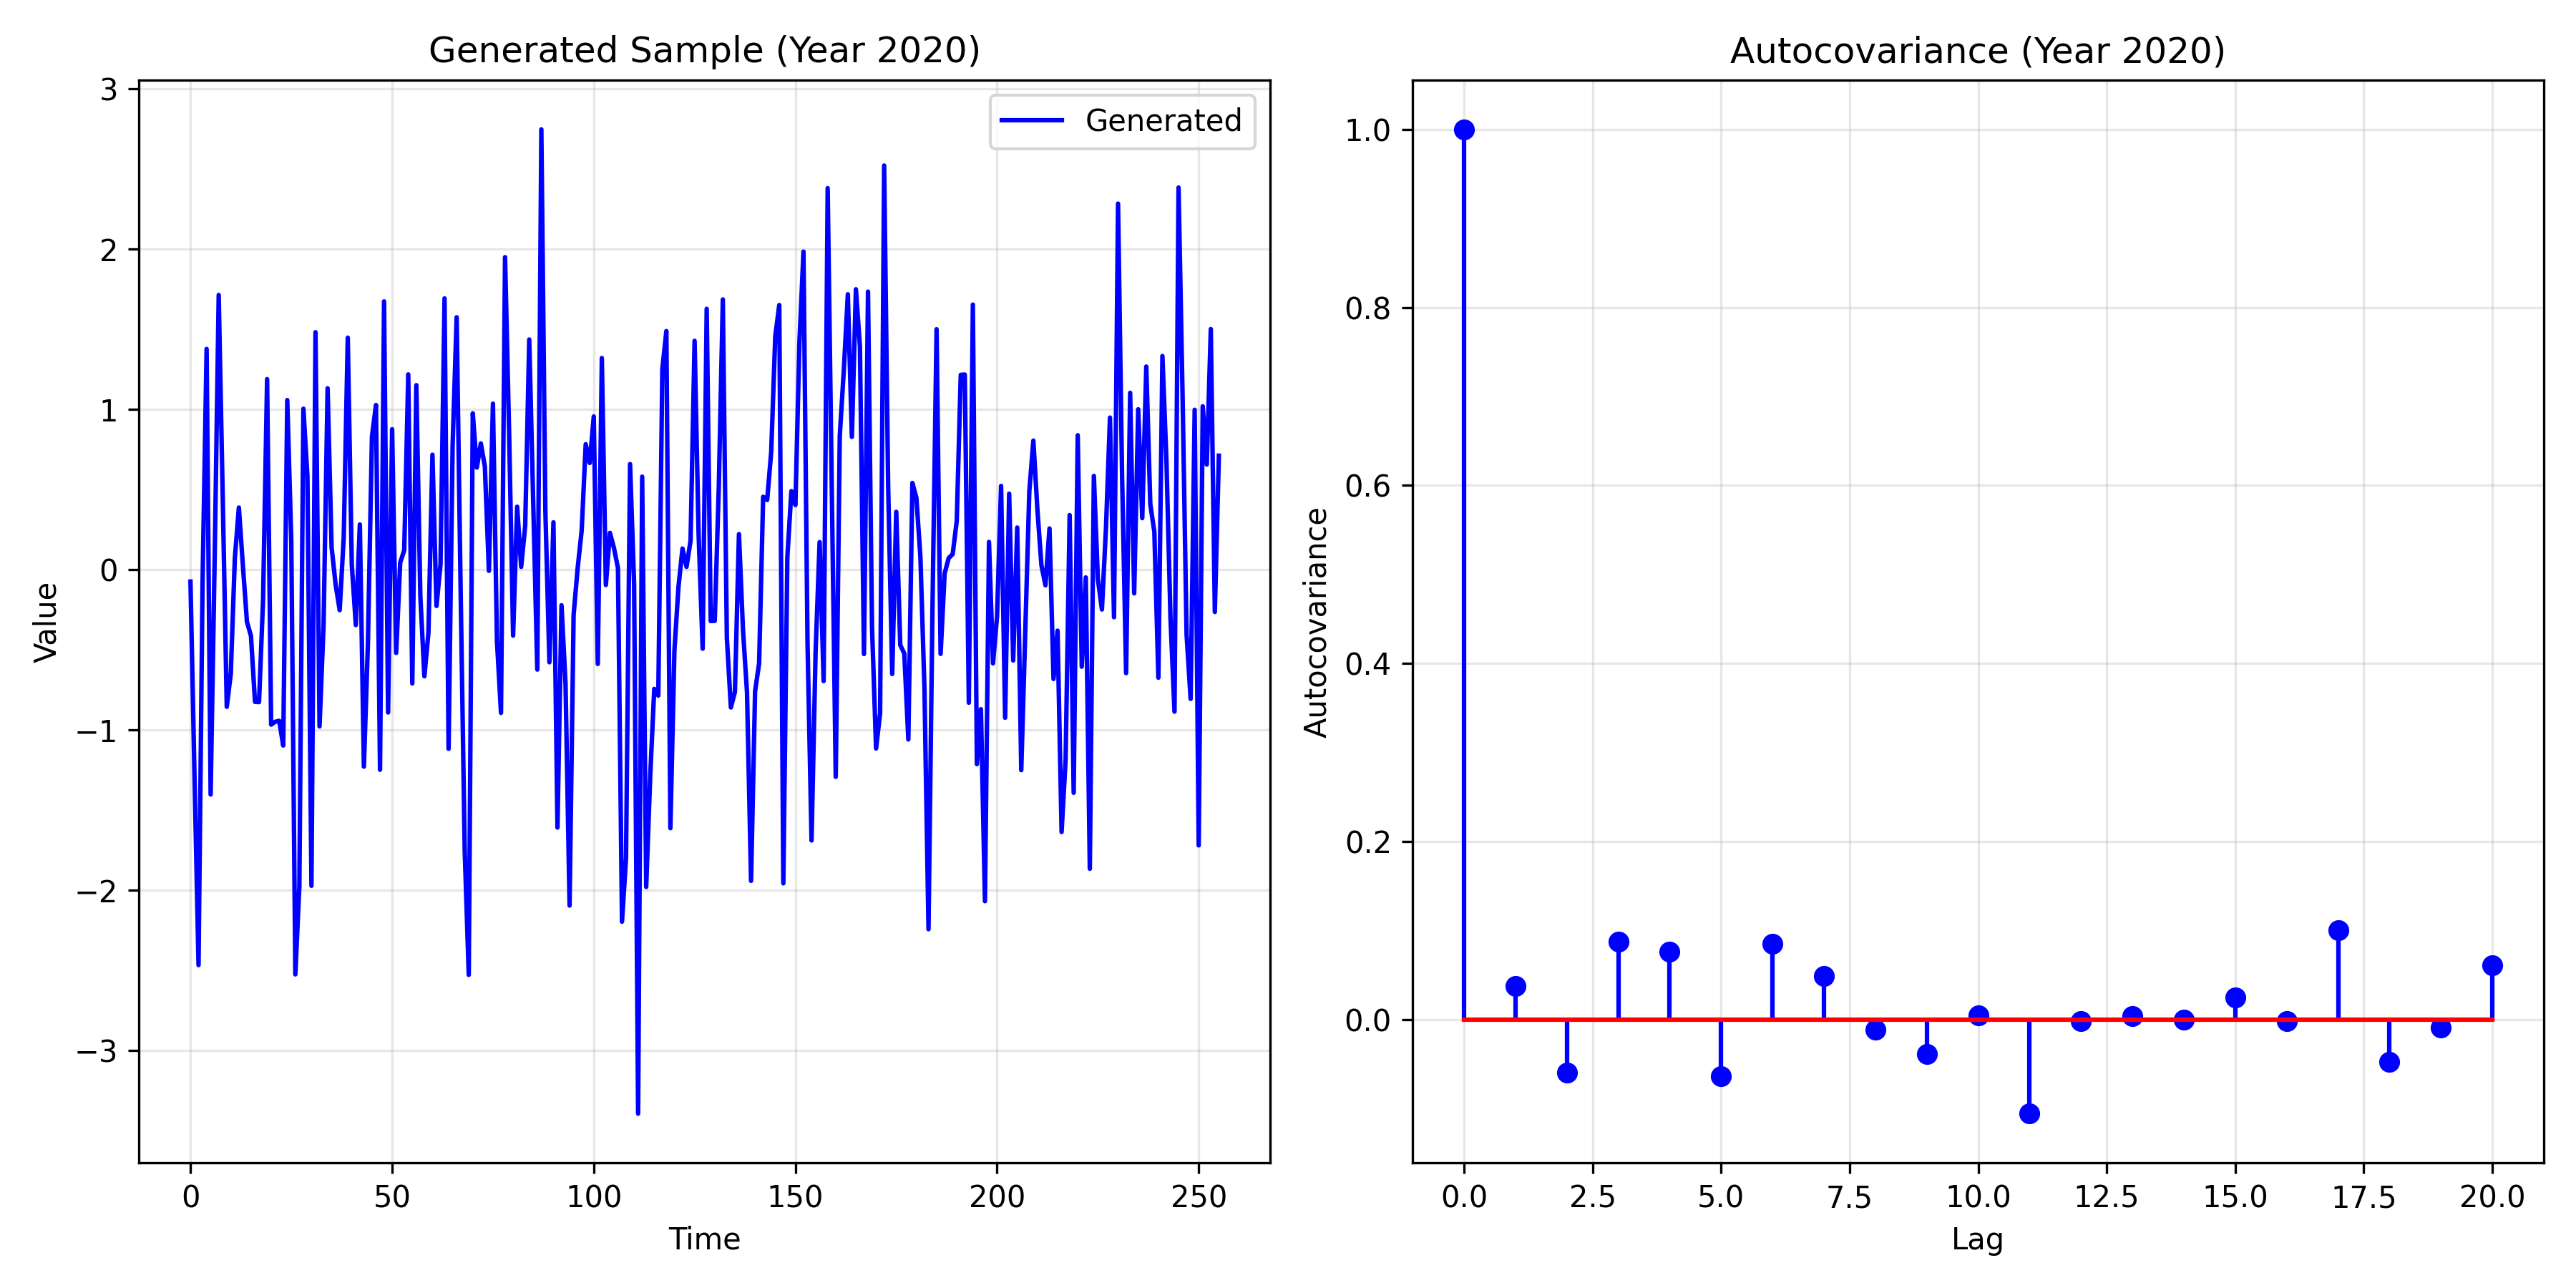 Generated Sample (Year 2020)
Generated
3
2
1
0
−1
−2
−3
Value
0 50 100 150 200 250
Time
Autocovariance (Year 2020)
1.0
0.8
0.6
0.4
0.2
0.0
Autocovariance
0.0 2.5 5.0 7.5 10.0 12.5 15.0 17.5 20.0
Lag